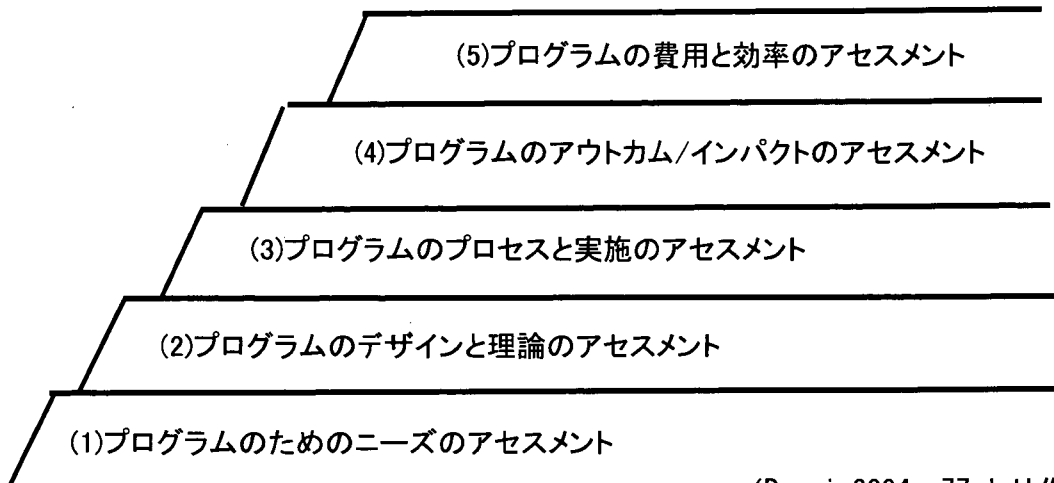 (5)プログラムの費用と効率のアセスメント
(4)プログラムのアウトカム/インパクトのアセスメント
(3)プログラムのプロセスと実施のアセスメント
(2)プログラムのデザインと理論のアセスメント
(1)プログラムのためのニーズのアセスメント